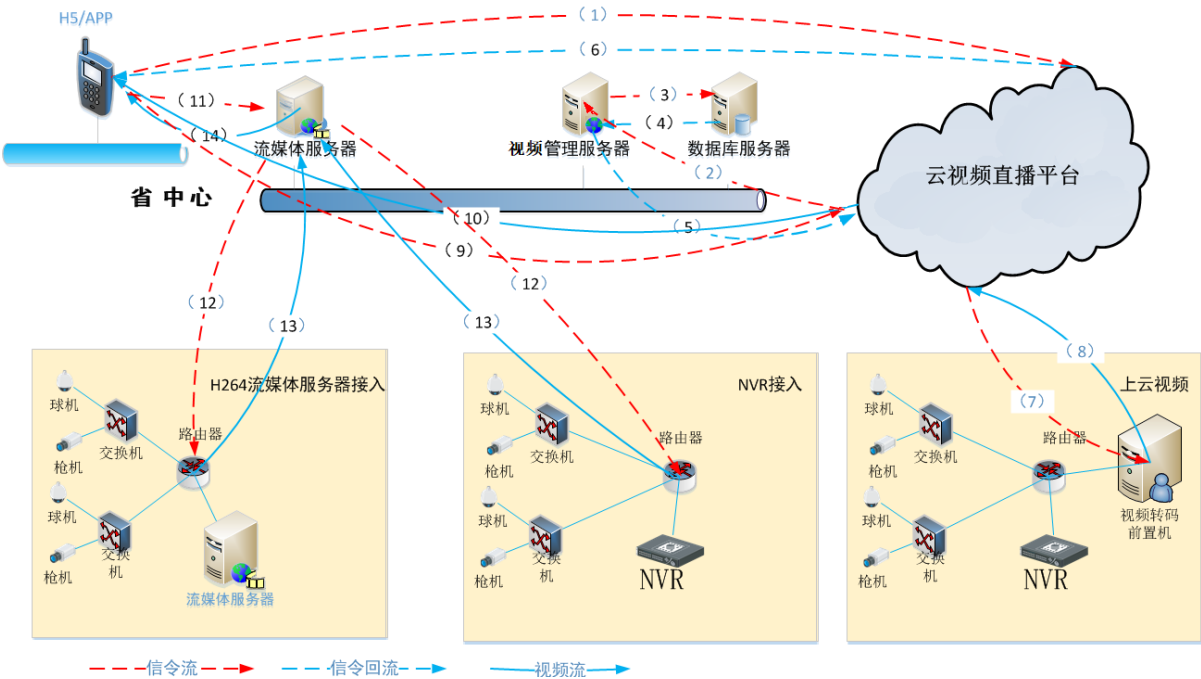 H5/APP
（1）
（6）
（11）
（3）
（14）
（4）
流媒体服务器
视频管理服务器
数据库服务器
（2）
云视频直播平台
省 中心
（10）
（5）
（9）
（12）
（12）
（13）
（13）
（8）
H264流媒体服务器接入
NVR接入
上云视频
（7）
球机
路由器
枪机
交换机
球机
交换
机
枪机
流媒体服务器
球机
路由器
枪机
交换机
球机
交换
机
枪机
NVR
球机
路由器
枪机
交换机
视频转码
前置机
球机
交换
机
枪机
NVR
信令流
信令回流
视频流